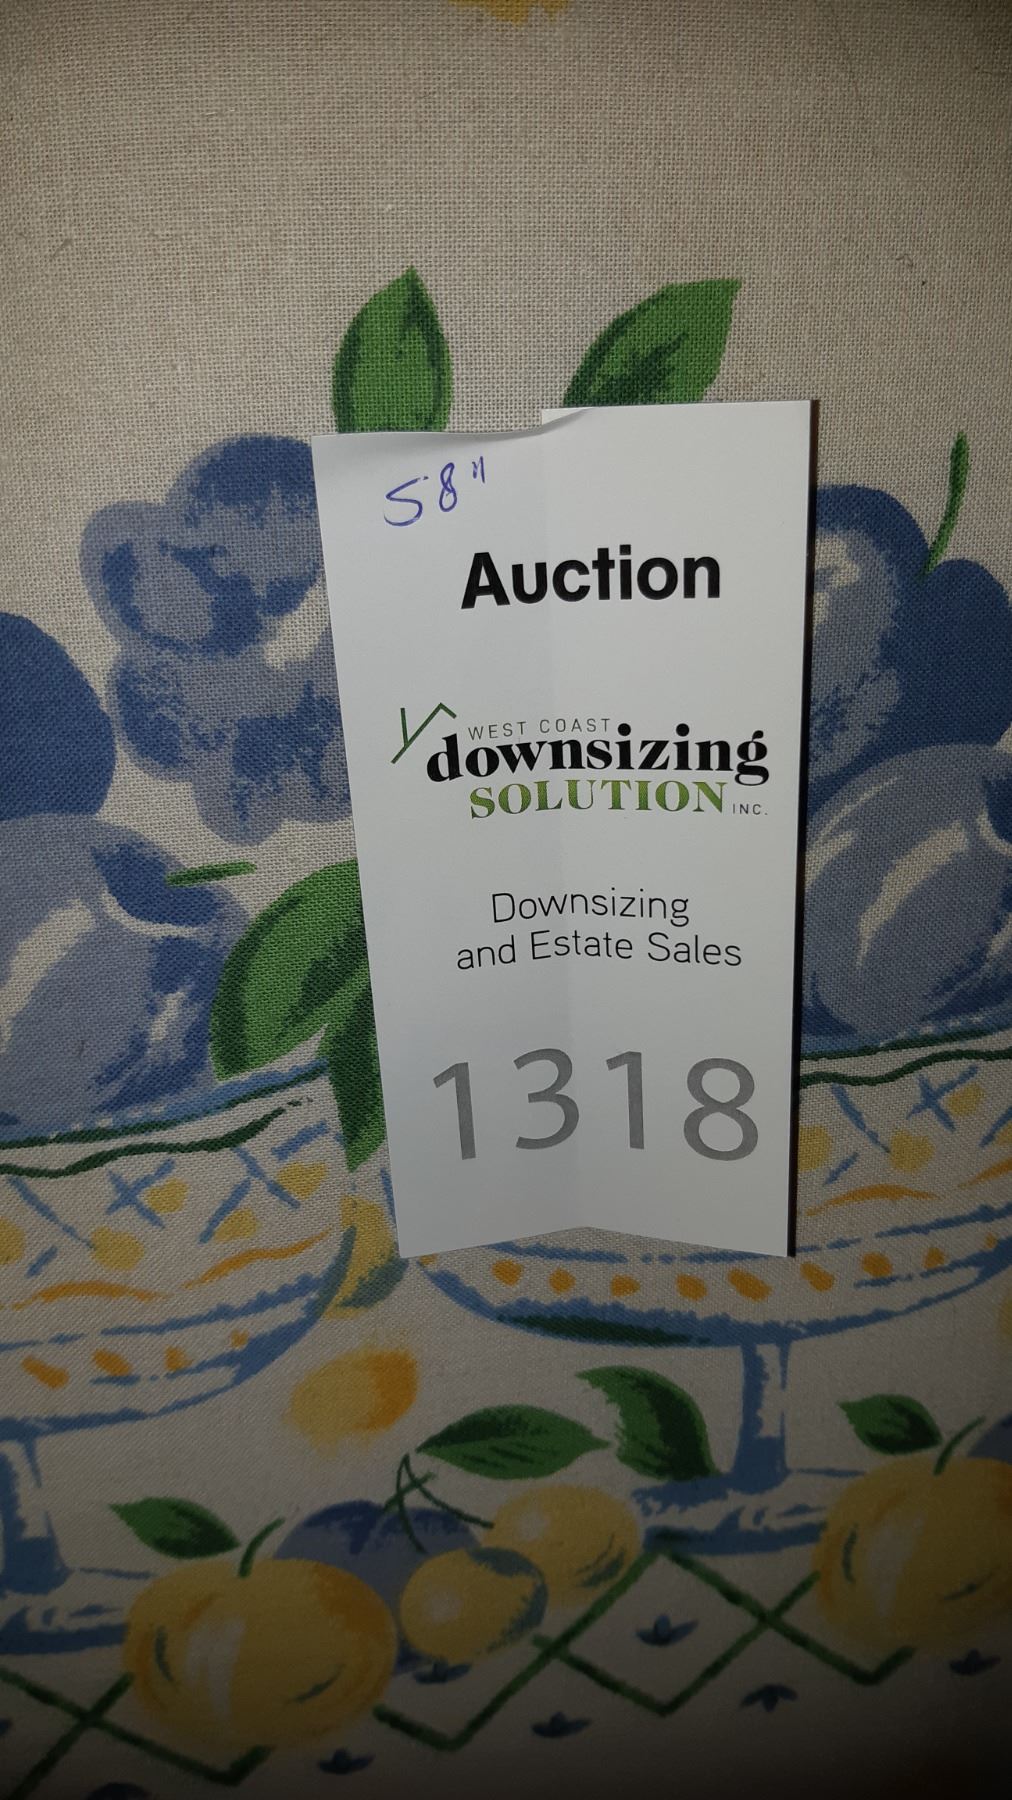 58"
Auction
WEST COAST
downsizing
SOLUTION INC.
Downsizing
and Estate Sales
1318